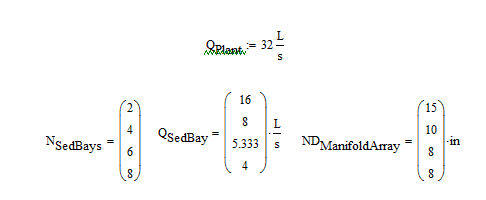 Q_Plant := 32 L/s
N_SedBays = (2 4 6 8) Q_SedBay = (16 8 5.333 4) · L/s ND_ManifoldArray = (15 10 8 8) ·in